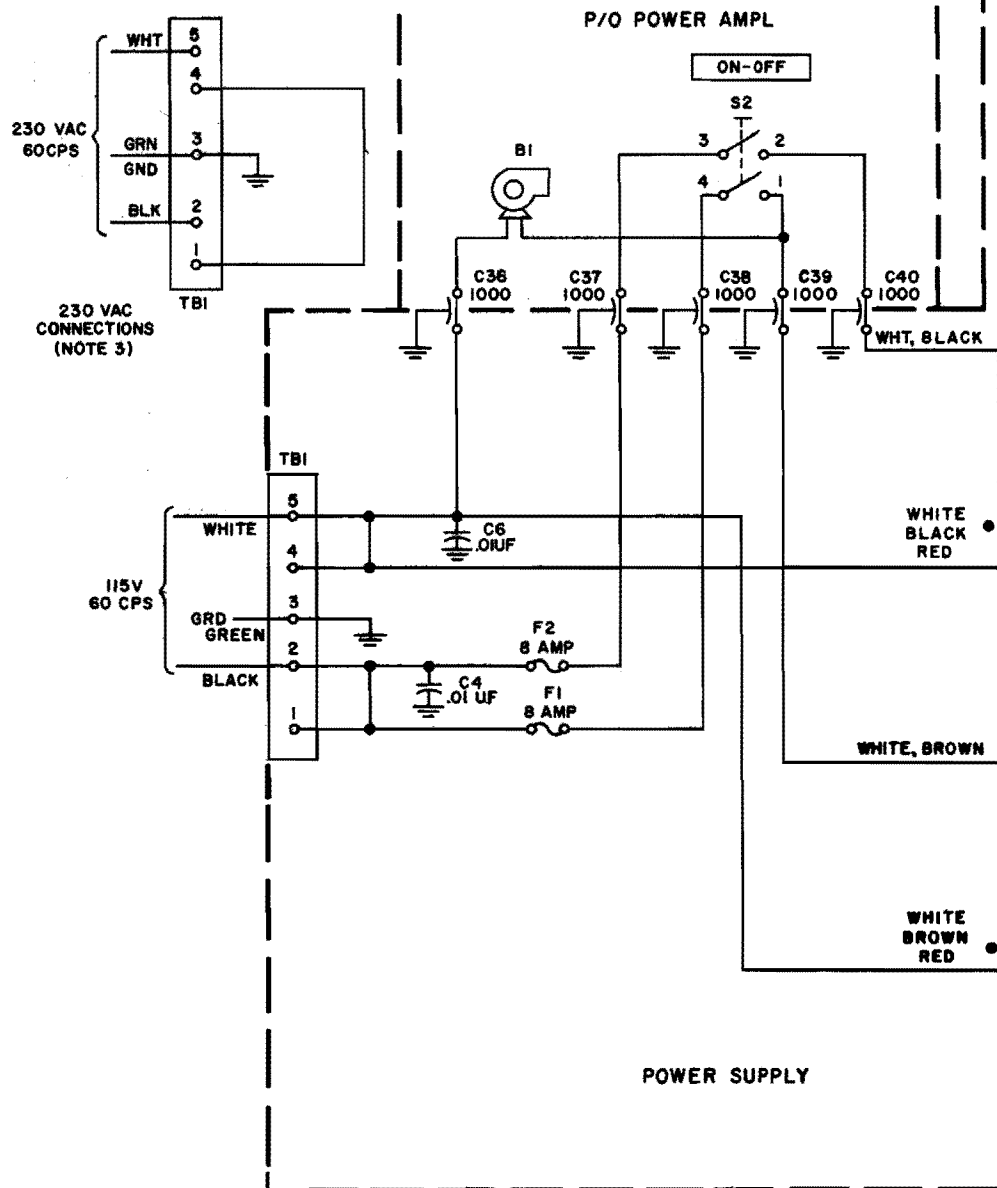 P/O POWER AMPL
ON-OFF
S2
3
2
4
1
B1
WHT
5
4
230 VAC
60CPS
GRN
3
GND
BLK
2
1
TB1
230 VAC
CONNECTIONS
(NOTE 3)
C36
1000
C37
1000
C38
1000
C39
1000
C40
1000
WHT, BLACK
TB1
5
WHITE
C6
.01UF
4
115V
60 CPS
GRD
3
GREEN
2
BLACK
C4
.01 UF
1
F2
8 AMP
F1
8 AMP
WHITE
BLACK
RED
WHITE, BROWN
WHITE
BROWN
RED
POWER SUPPLY